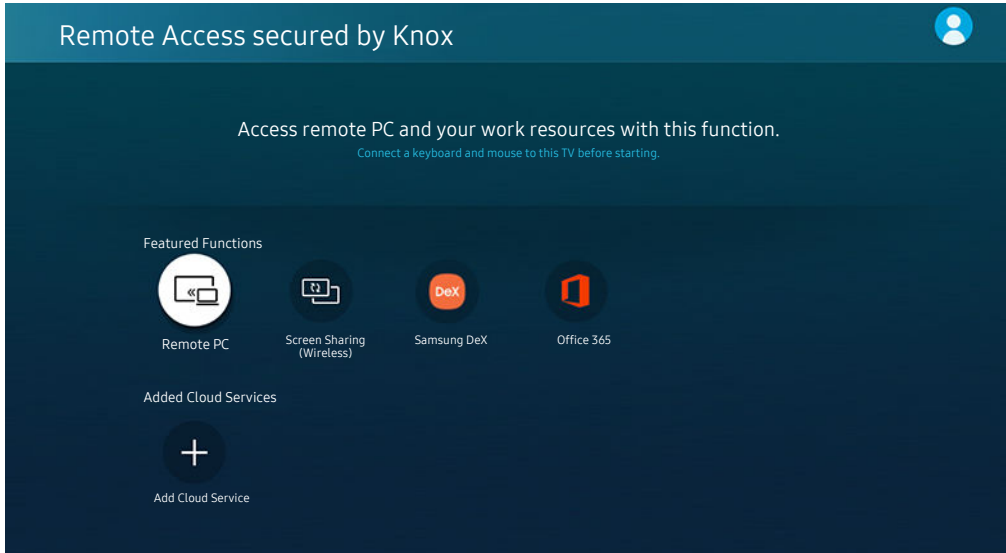 Remote Access secured by Knox
Access remote PC and your work resources with this function.
Connect a keyboard and mouse to this TV before starting.
Featured Functions
DeX
Remote PC
Screen Sharing
(Wireless)
Samsung DeX
Office 365
Added Cloud Services
Add Cloud Service